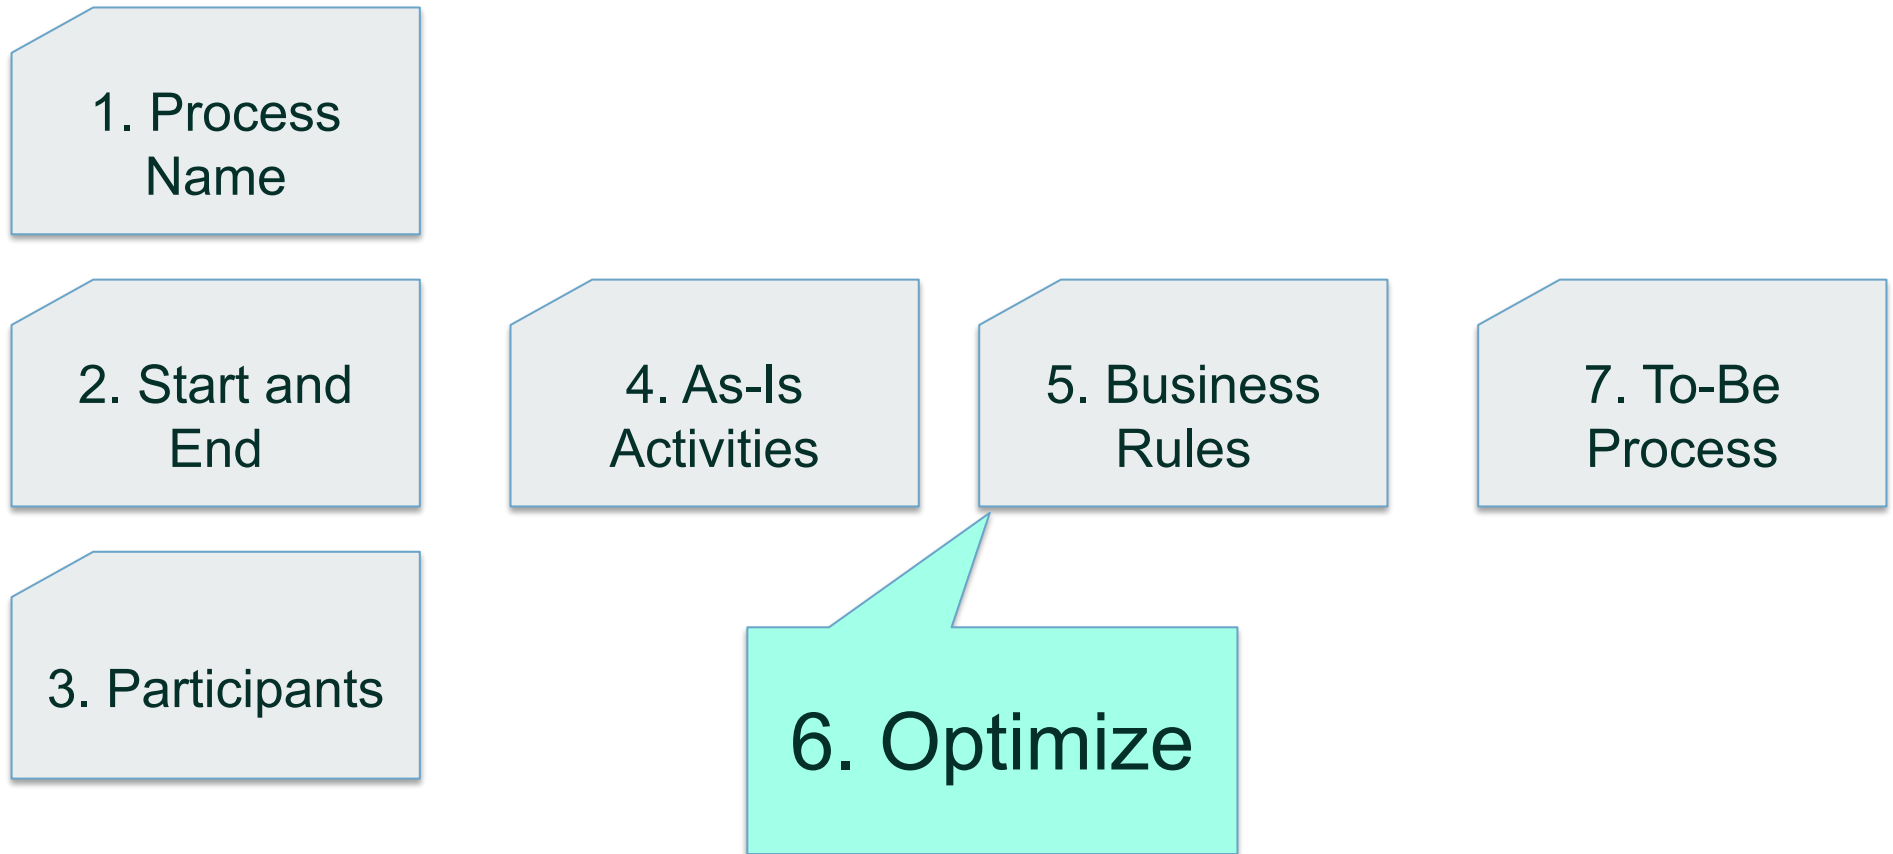 1. Process
Name
2. Start and
End
3. Participants
4. As-Is
Activities
5. Business
Rules
6. Optimize
7. To-Be
Process